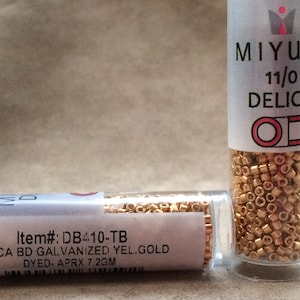 MIYU
11/0
DELIC
Item#: DB410-TB
CA BD GALVANIZED YEL.GOLD
DYED- APRX 7.2GM